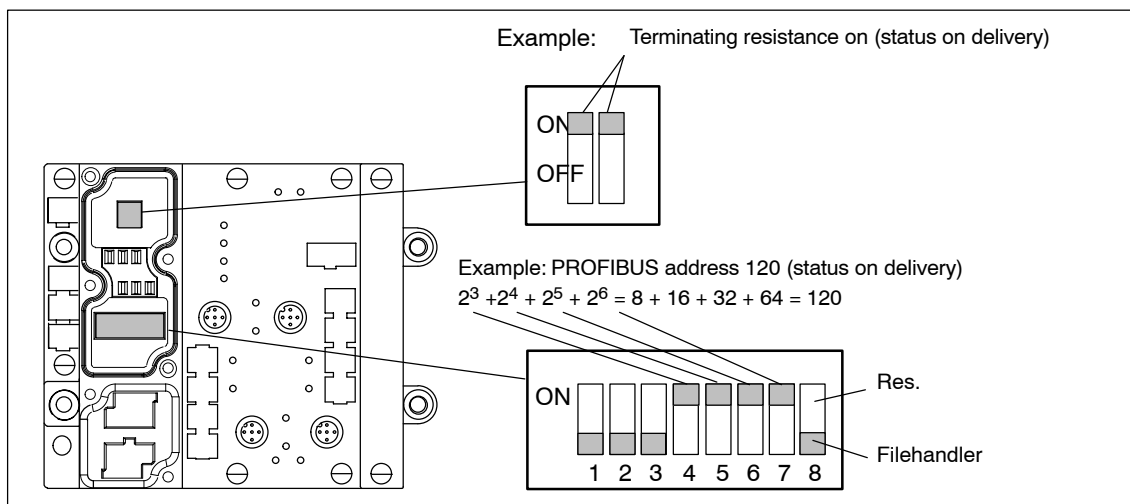 Example: Terminating resistance on (status on delivery)
ON
OFF
Example: PROFIBUS address 120 (status on delivery)
2³ +2⁴ + 2⁵ + 2⁶ = 8 + 16 + 32 + 64 = 120
ON
Res.
Filehandler
1 2 3 4 5 6 7 8